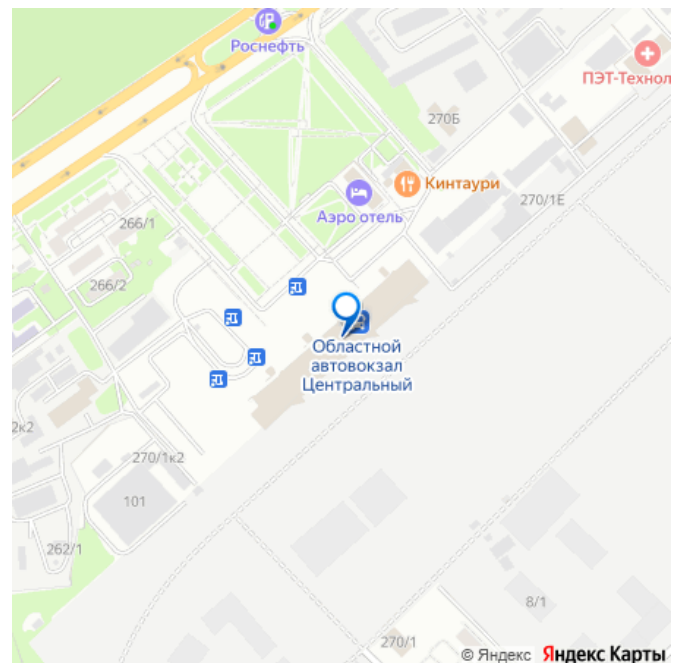 Роснефть
ПЭТ-Технол
270Б
Кинтаури
270/1Е
Аэро отель
266/1
266/2
Областной
автовокзал
Центральный
2к2
270/1к2
101
262/1
8/1
270/1
© Яндекс Яндекс Карты